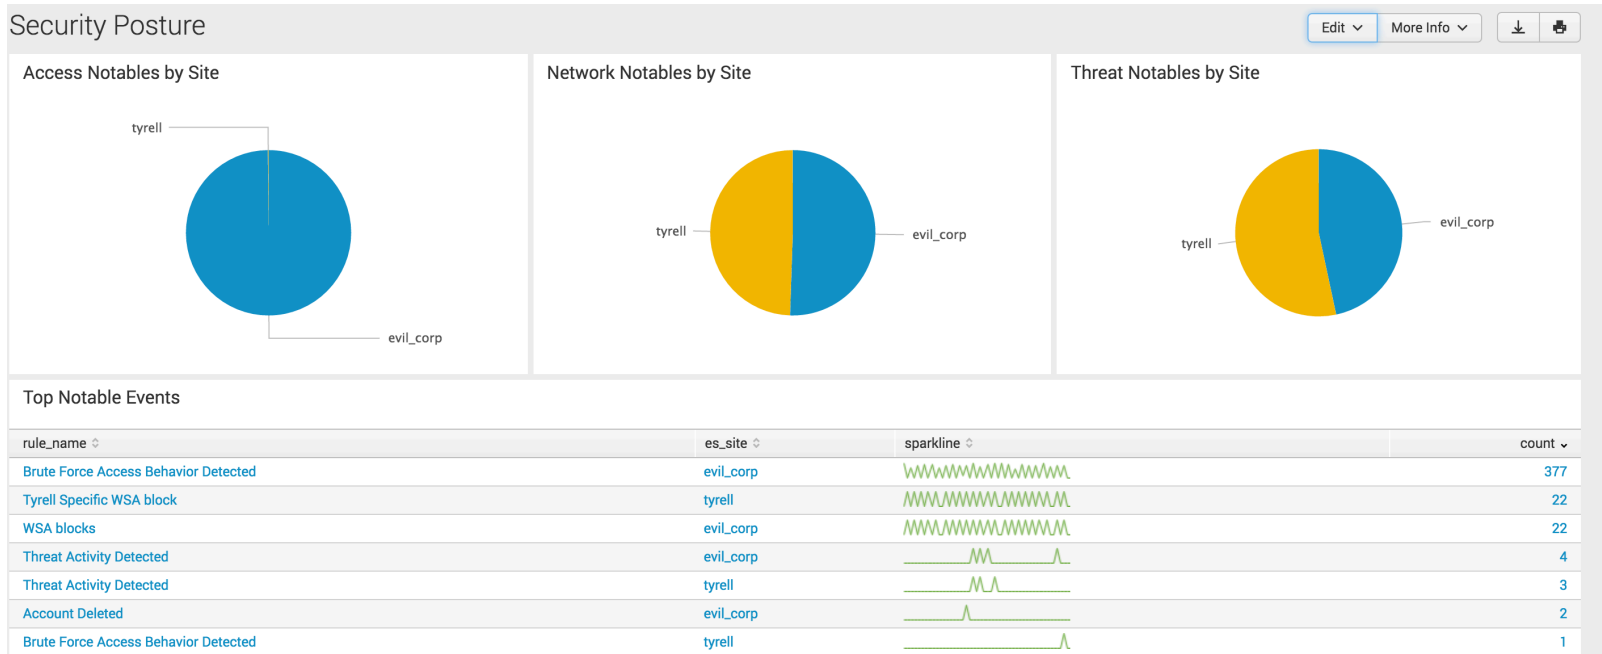 Security Posture
Edit
More Info
Access Notables by Site
Network Notables by Site
Threat Notables by Site
tyrell
evil_corp
tyrell
evil_corp
tyrell
evil_corp
Top Notable Events
rule_name es_site sparkline count
Brute Force Access Behavior Detected evil_corp 377
Tyrell Specific WSA block tyrell 22
WSA blocks evil_corp 22
Threat Activity Detected evil_corp 4
Threat Activity Detected tyrell 3
Account Deleted evil_corp 2
Brute Force Access Behavior Detected tyrell 1